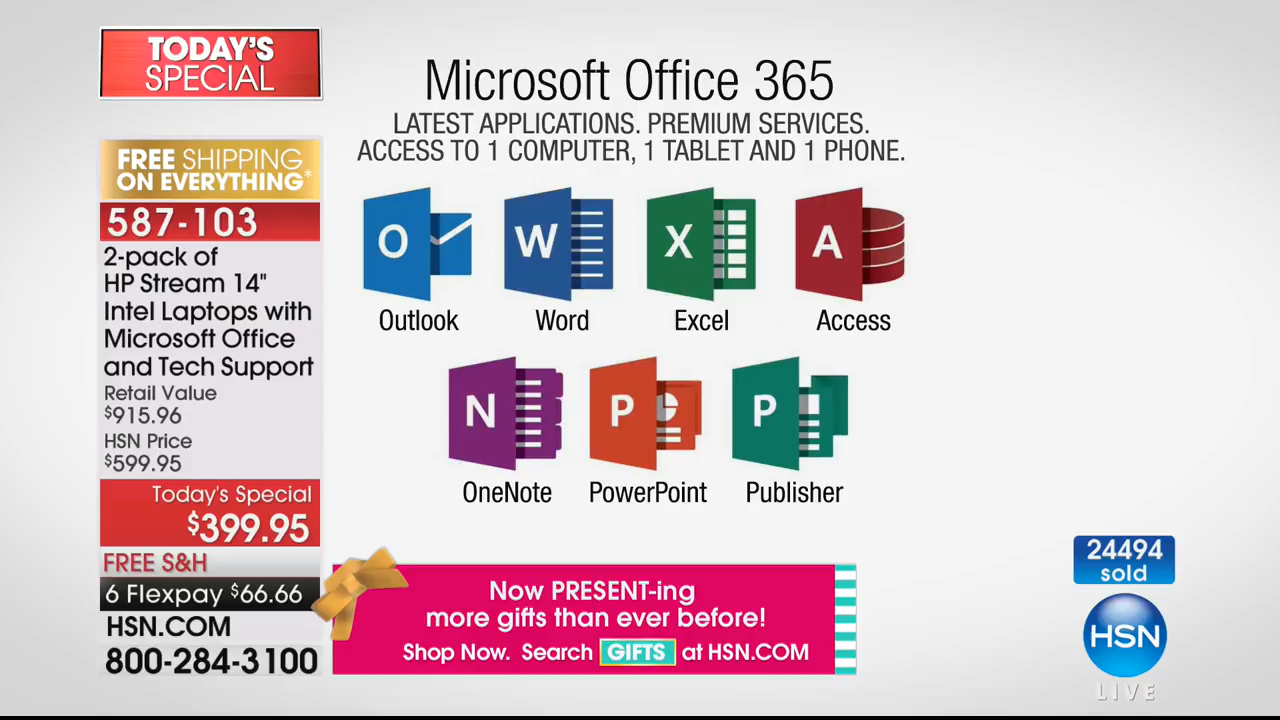 TODAY'S
SPECIAL
FREE SHIPPING
ON EVERYTHING*
587-103
2-pack of
HP Stream 14"
Intel Laptops with
Microsoft Office
and Tech Support
Retail Value
$915.96
HSN Price
$599.95
Today's Special
$399.95
FREE S&H
6 Flexpay $66.66
HSN.COM
800-284-3100
Microsoft Office 365
LATEST APPLICATIONS. PREMIUM SERVICES.
ACCESS TO 1 COMPUTER, 1 TABLET AND 1 PHONE.
O
W
X
A
Outlook
Word
Excel
Access
N
P
P
OneNote
PowerPoint
Publisher
Now PRESENT-ing
more gifts than ever before!
Shop Now. Search GIFTS at HSN.COM
24494
sold
HSN
LIVE